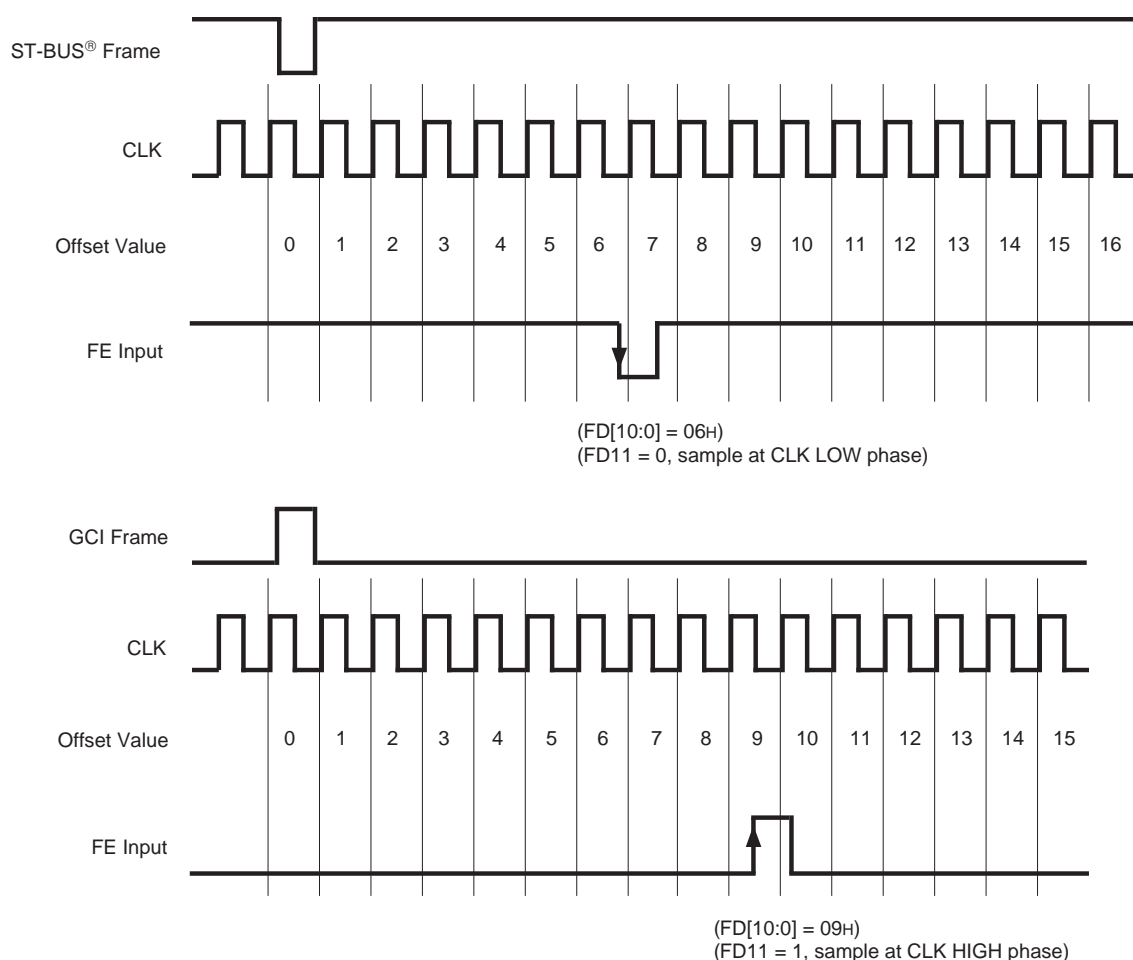 ST-BUS® Frame
CLK
Offset Value 0 1 2 3 4 5 6 7 8 9 10 11 12 13 14 15 16
FE Input
(FD[10:0] = 06H)
(FD11 = 0, sample at CLK LOW phase)
GCI Frame
CLK
Offset Value 0 1 2 3 4 5 6 7 8 9 10 11 12 13 14 15
FE Input
(FD[10:0] = 09H)
(FD11 = 1, sample at CLK HIGH phase)